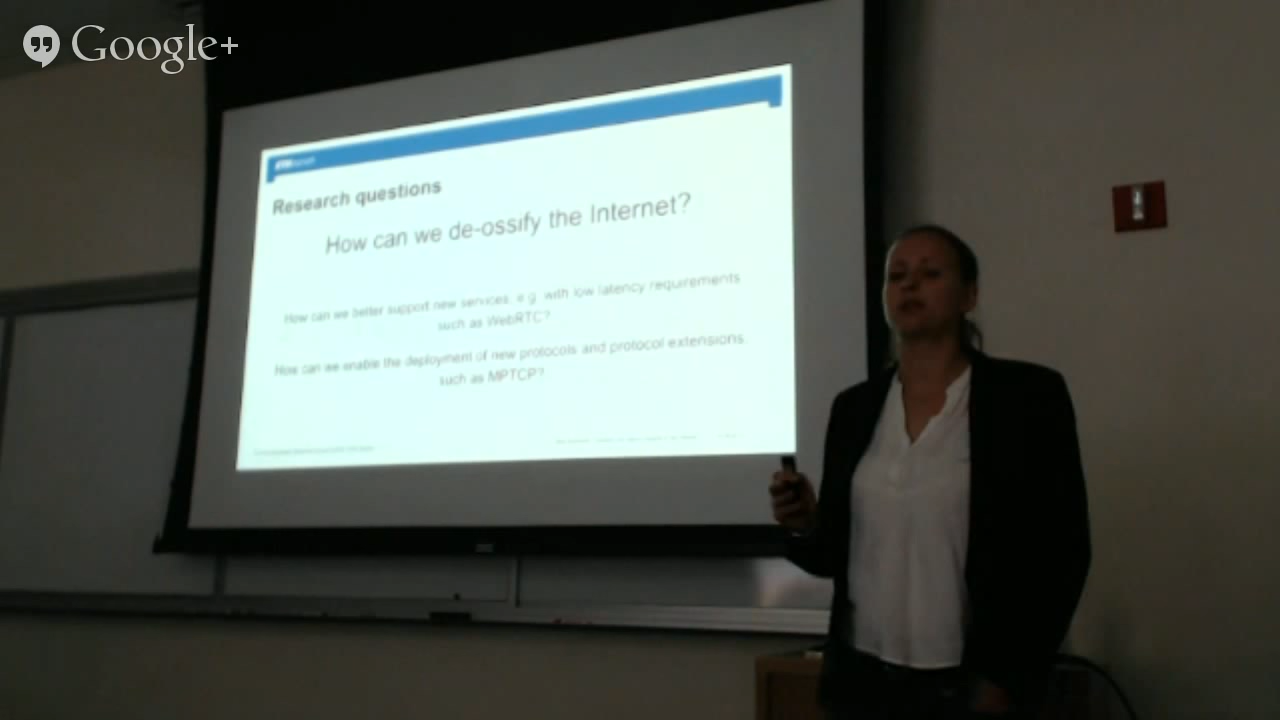 Google+
Research questions
How can we de-ossify the Internet?
How can we better support new services, e.g. with low latency requirements
such as WebRTC?
How can we enable the deployment of new protocols and protocol extensions,
such as MPTCP?